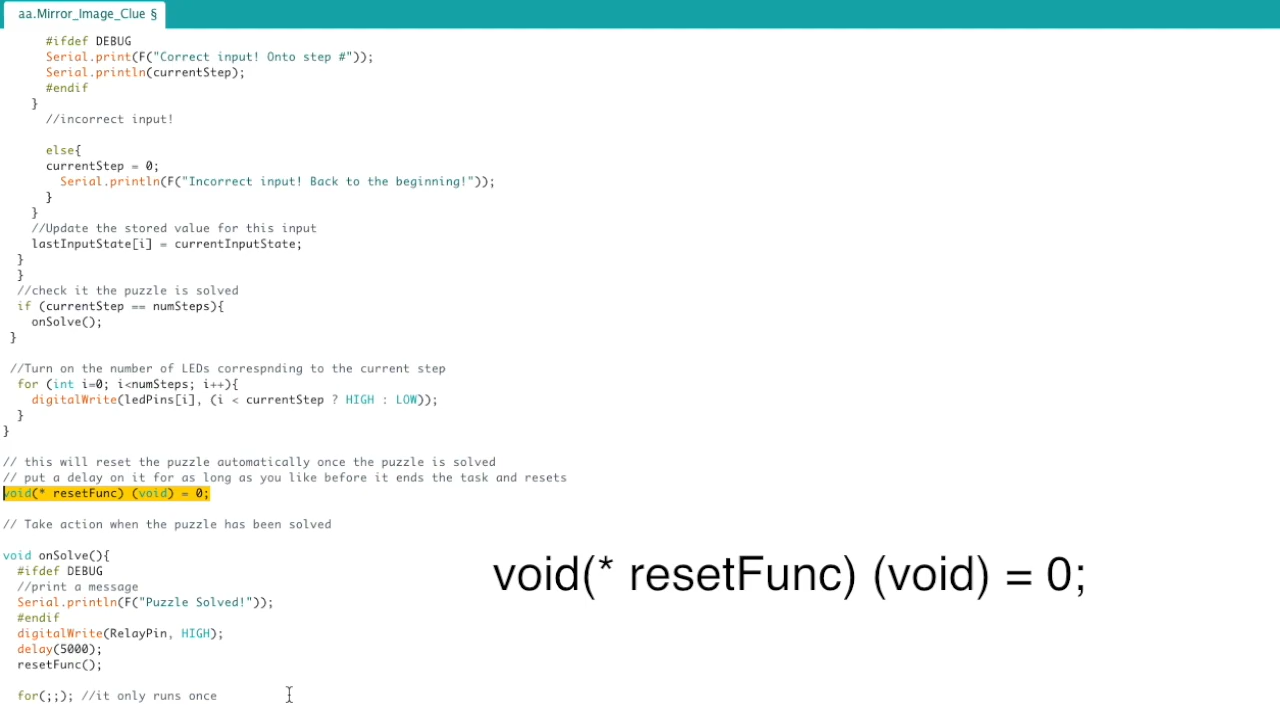 aa.Mirror_Image_Clue §
#ifdef DEBUG
Serial.print(F("Correct input! Onto step #"));
Serial.println(currentStep);
#endif
}
//incorrect input!
else{
currentStep = 0;
Serial.println(F("Incorrect input! Back to the beginning!"));
}
}
//Update the stored value for this input
lastInputState[i] = currentInputState;
}
}
//check it the puzzle is solved
if (currentStep == numSteps){
onSolve();
}
//Turn on the number of LEDs correspnding to the current step
for (int i=0; i<numSteps; i++){
digitalWrite(ledPins[i], (i < currentStep ? HIGH : LOW));
}
}
// this will reset the puzzle automatically once the puzzle is solved
// put a delay on it for as long as you like before it ends the task and resets
void(* resetFunc) (void) = 0;
// Take action when the puzzle has been solved
void onSolve(){
#ifdef DEBUG
//print a message
Serial.println(F("Puzzle Solved!"));
#endif
digitalWrite(RelayPin, HIGH);
delay(5000);
resetFunc();
for(;;); //it only runs once
void(* resetFunc) (void) = 0;